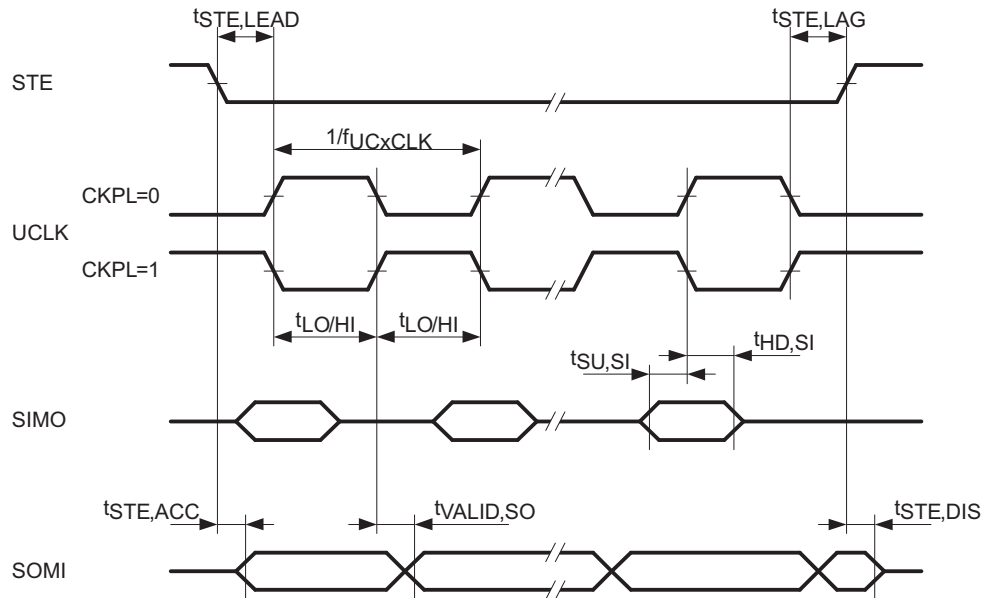 tSTE,LEAD
tSTE,LAG
STE
1/fUCxCLK
CKPL=0
UCLK
CKPL=1
tLO/HI tLO/HI
tSU,SI
tHD,SI
SIMO
tSTE,ACC
tVALID,SO
tSTE,DIS
SOMI